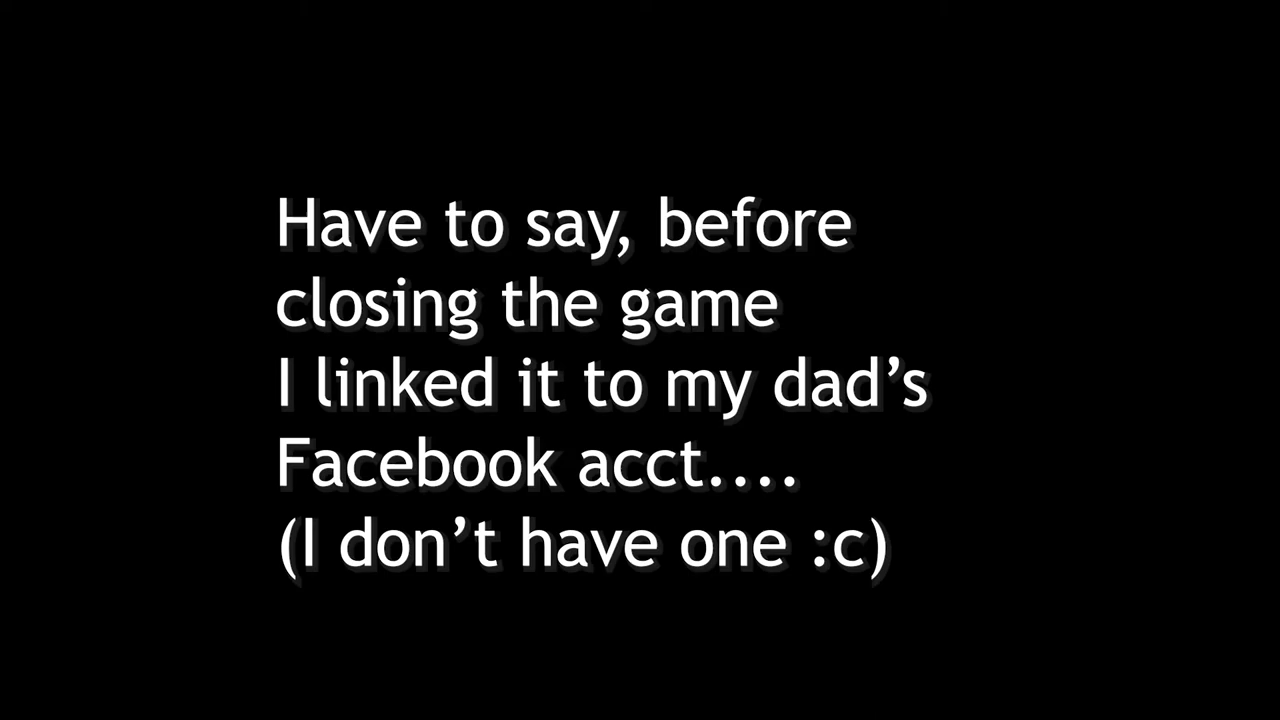 Have to say, before
closing the game
I linked it to my dad’s
Facebook acct....
(I don’t have one :c)